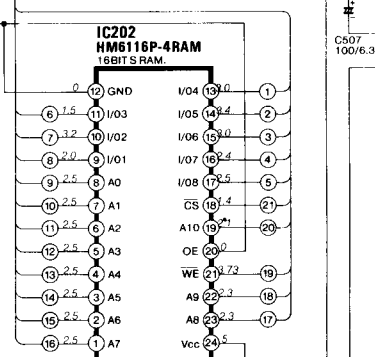 IC202
HM6116P-4RAM
16BIT S RAM.
C507
100/6.3
0 12 GND I/04 13 3.0 1
6 1.5 11 I/03 I/05 14 3.4 2
7 3.2 10 I/02 I/06 15 3.0 3
8 2.0 9 I/01 I/07 16 2.4 4
9 2.5 8 A0 I/08 17 2.5 5
10 2.5 7 A1 CS 18 1.4 21
11 2.5 6 A2 A10 19 20
12 2.5 5 A3 OE 20 0
13 2.5 4 A4 WE 21 3.73 19
14 2.5 3 A5 A9 22 2.3 18
15 2.5 2 A6 A8 23 2.3 17
16 2.5 1 A7 Vcc 24 5